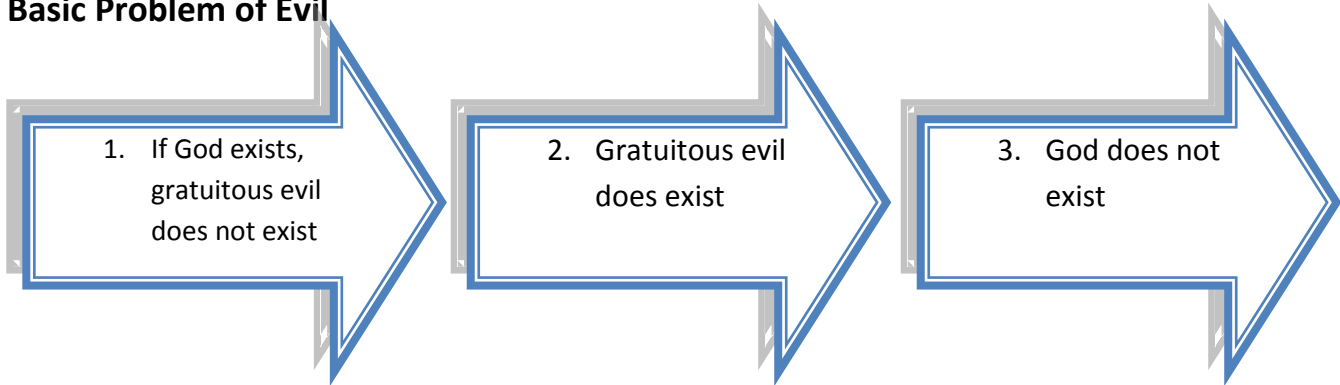 Basic Problem of Evil
1. If God exists,
gratuitous evil
does not exist
2. Gratuitous evil
does exist
3. God does not
exist